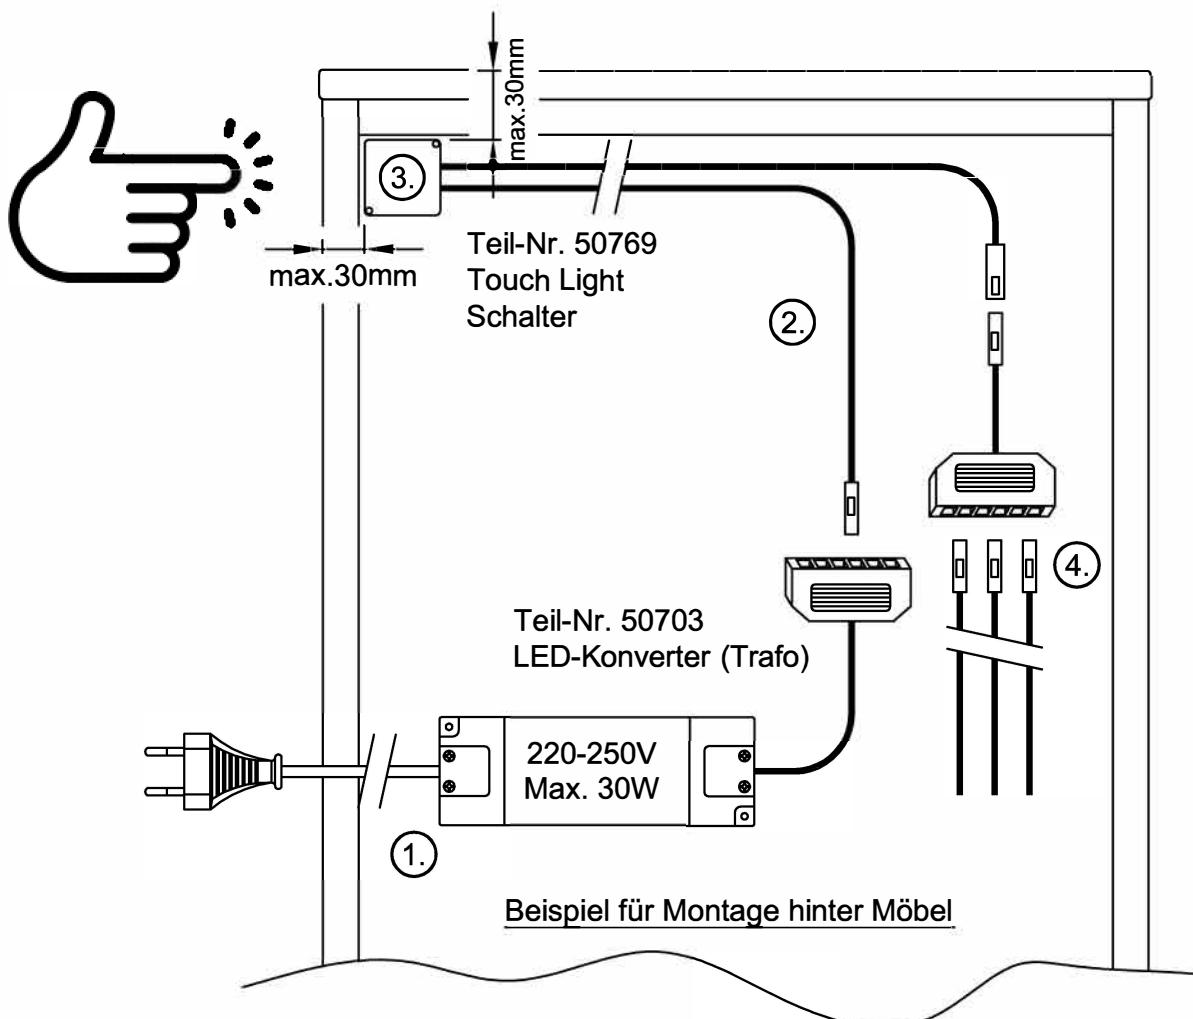 max.30mm
3.
max.30mm
Teil-Nr. 50769
Touch Light
Schalter
2.
4.
Teil-Nr. 50703
LED-Konverter (Trafo)
220-250V
Max. 30W
1.
Beispiel für Montage hinter Möbel